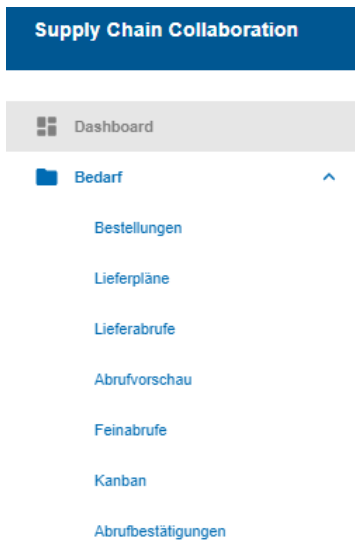 Supply Chain Collaboration
Dashboard
Bedarf
Bestellungen
Lieferpläne
Lieferabrufe
Abrufvorschau
Feinabrufe
Kanban
Abrufbestätigungen